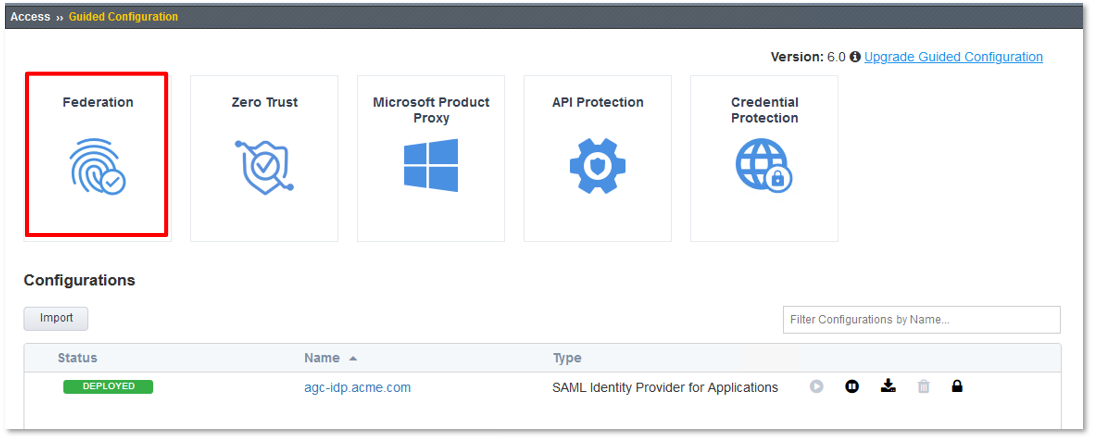 Access ›› Guided Configuration
Version: 6.0 Upgrade Guided Configuration
Federation
Zero Trust
Microsoft Product
Proxy
API Protection
Credential
Protection
Configurations
Import
Filter Configurations by Name...
Status Name Type
DEPLOYED agc-idp.acme.com SAML Identity Provider for Applications